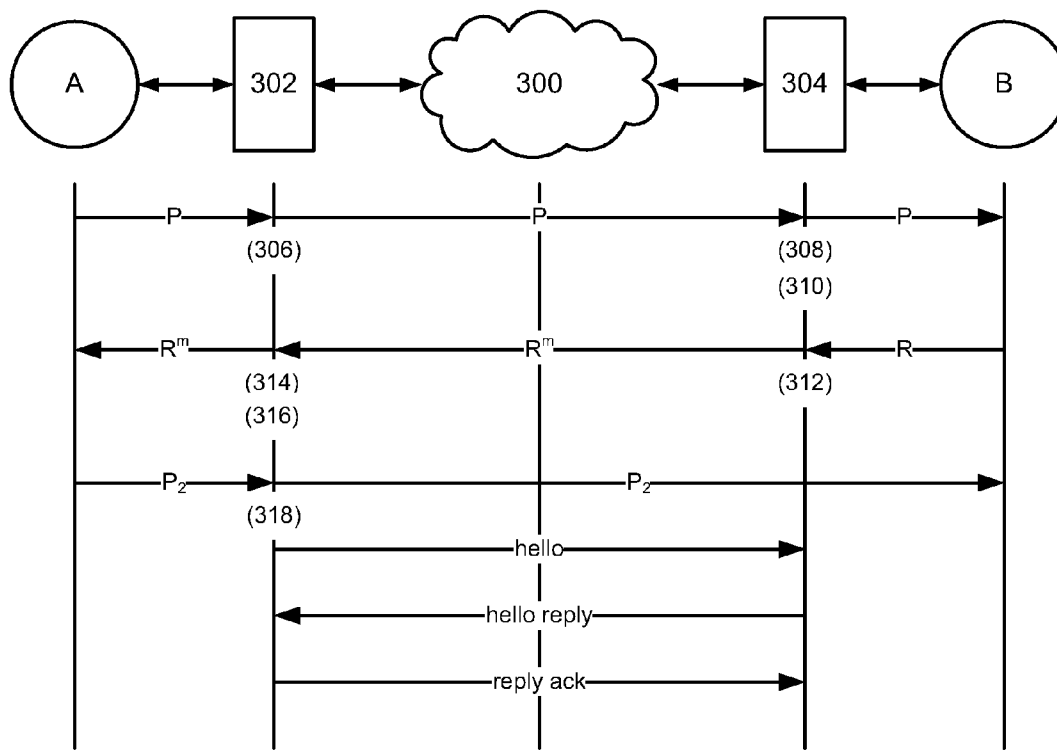 A 302 300 304 B
P P P
(306) (308)
(310)
Rᵐ Rᵐ R
(314) (312)
(316)
P₂ P₂
(318)
hello
hello reply
reply ack